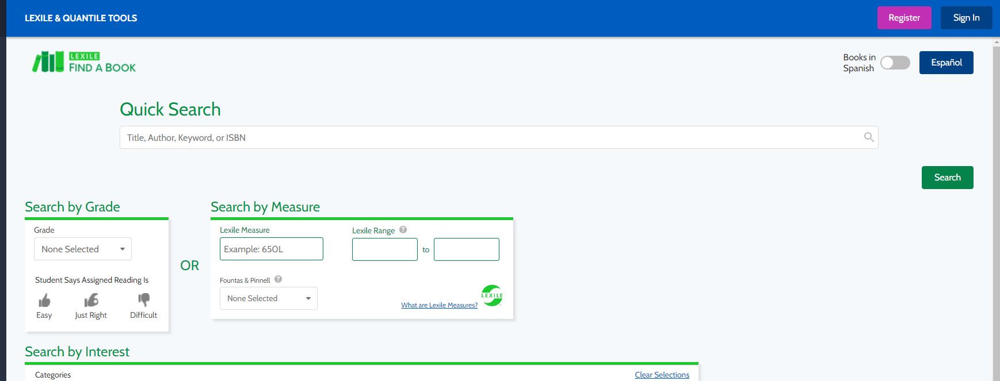 LEXILE & QUANTILE TOOLS
Register
Sign In
LEXILE
FIND A BOOK
Books in
Spanish
Español
Quick Search
Title, Author, Keyword, or ISBN
Search
Search by Grade
Grade
None Selected
Student Says Assigned Reading Is
Easy
Just Right
Difficult
OR
Search by Measure
Lexile Measure
Example: 650L
Lexile Range ?
to
Fountas & Pinnell ?
None Selected
What are Lexile Measures?
LEXILE
Search by Interest
Categories
Clear Selections